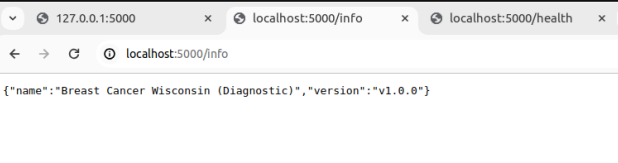 127.0.0.1:5000 localhost:5000/info localhost:5000/health
localhost:5000/info
{"name":"Breast Cancer Wisconsin (Diagnostic)","version":"v1.0.0"}